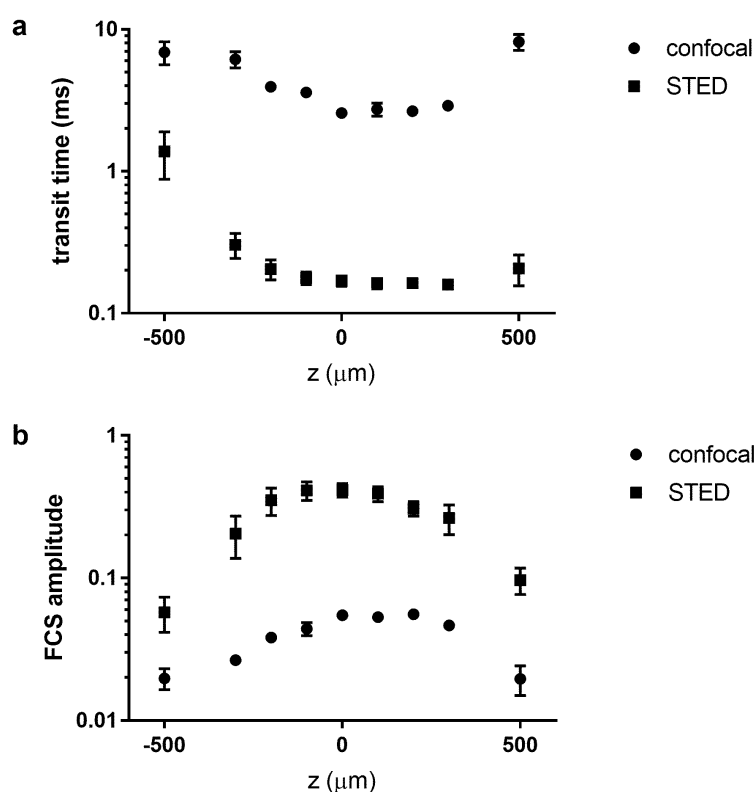 a
transit time (ms)
10
1
0.1
-500
0
500
z (μm)
confocal
STED
b
FCS amplitude
1
0.1
0.01
-500
0
500
z (μm)
confocal
STED